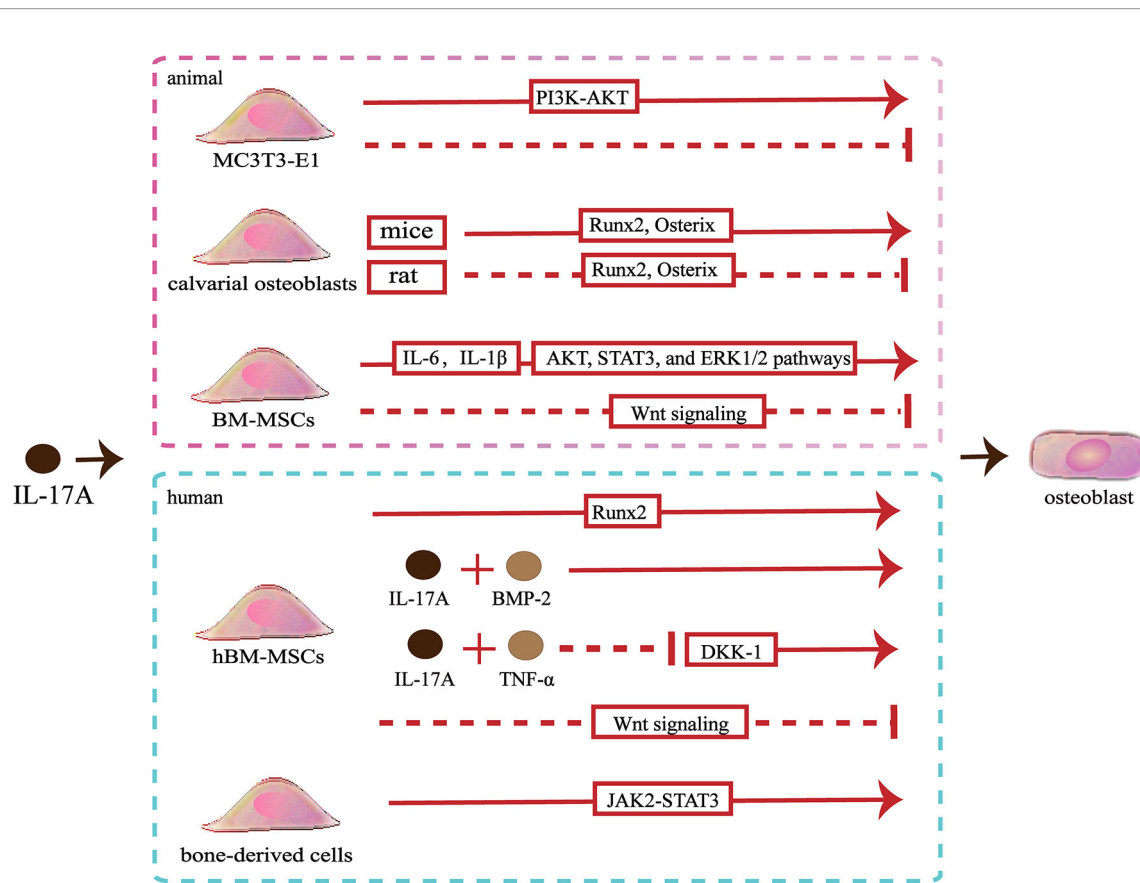 animal
PI3K-AKT
MC3T3-E1
mice
Runx2, Osterix
calvarial osteoblasts
rat
Runx2, Osterix
IL-6, IL-1β
AKT, STAT3, and ERK1/2 pathways
BM-MSCs
Wnt signaling
IL-17A
osteoblast
human
Runx2
IL-17A
BMP-2
hBM-MSCs
DKK-1
IL-17A
TNF-α
Wnt signaling
JAK2-STAT3
bone-derived cells